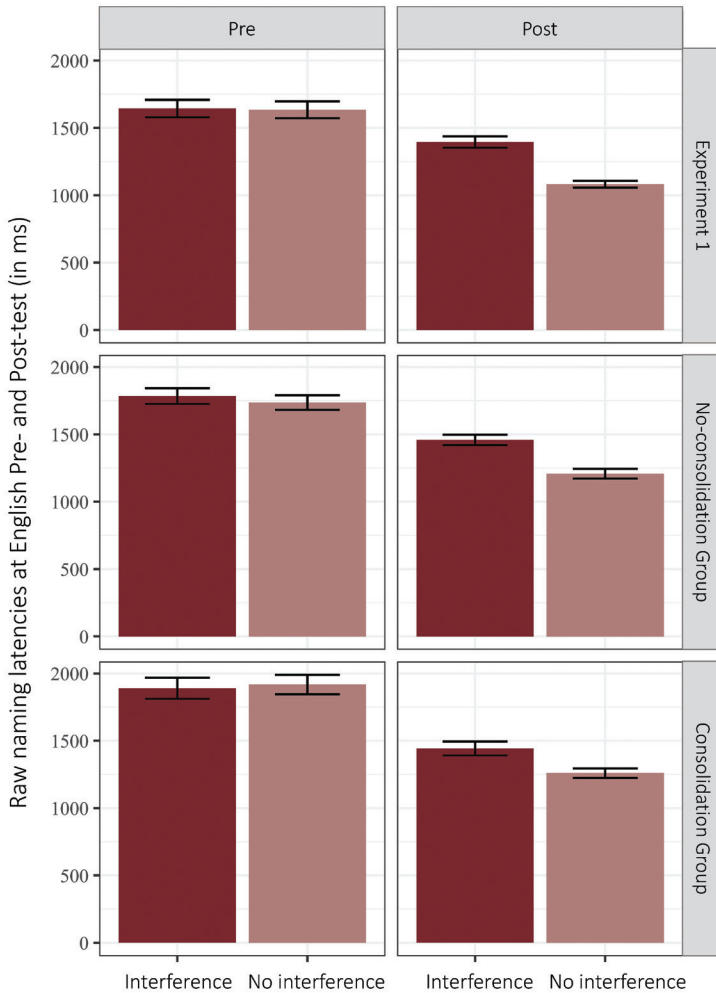 Pre
Post
Raw naming latencies at English Pre- and Post-test (in ms)
2000
1500
1000
500
0
Experiment 1
2000
1500
1000
500
0
No-consolidation Group
2000
1500
1000
500
0
Consolidation Group
Interference
No interference
Interference
No interference